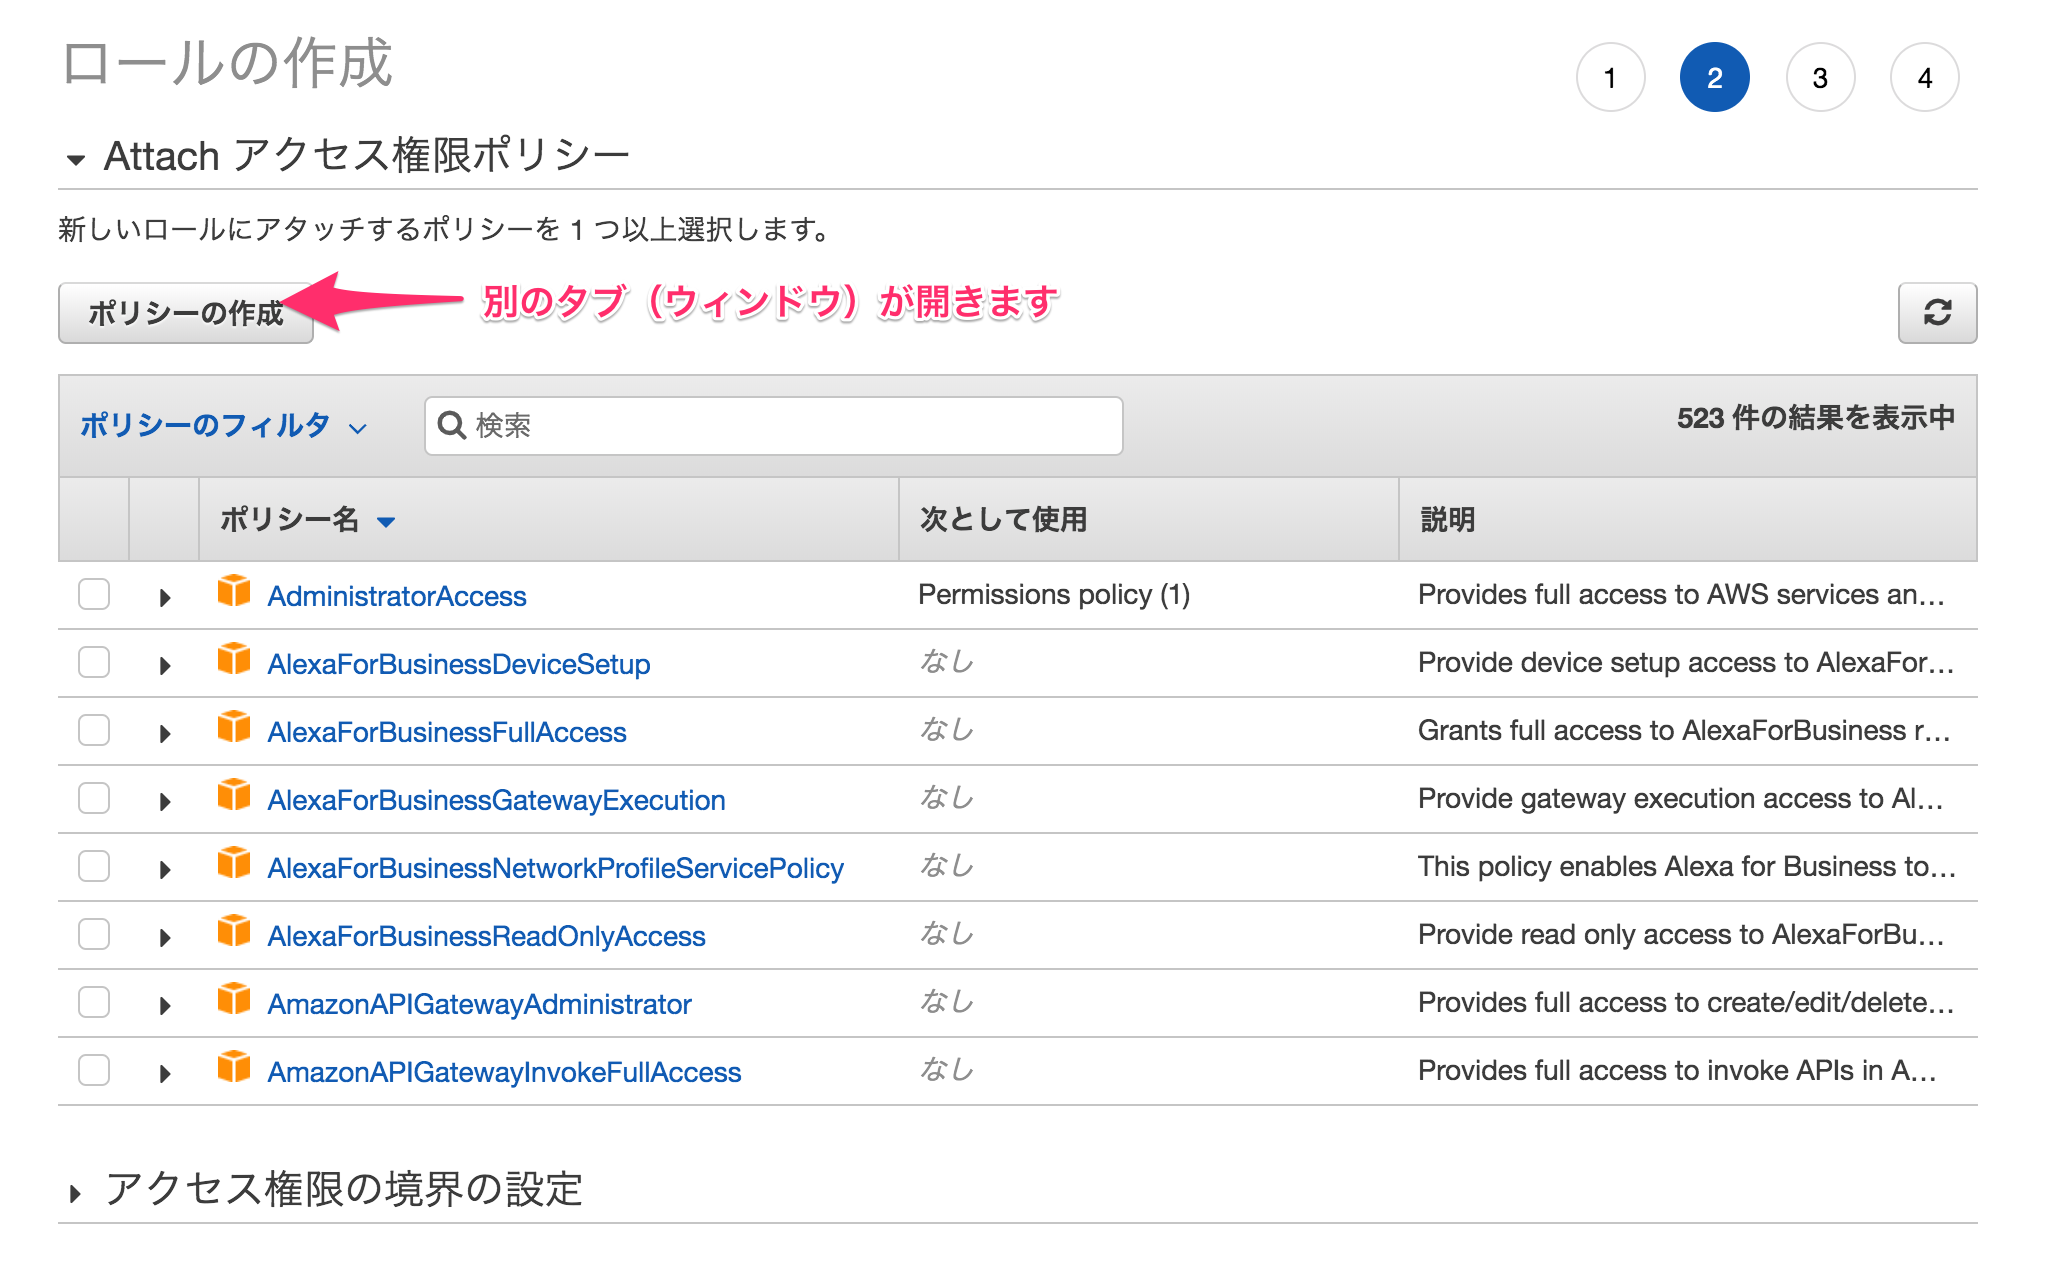 ロールの作成
1 2 3 4
Attach アクセス権限ポリシー
新しいロールにアタッチするポリシーを 1 つ以上選択します。
ポリシーの作成 別のタブ（ウィンドウ）が開きます
ポリシーのフィルタ 検索 523 件の結果を表示中
ポリシー名 次として使用 説明
AdministratorAccess Permissions policy (1) Provides full access to AWS services an...
AlexaForBusinessDeviceSetup なし Provide device setup access to AlexaFor...
AlexaForBusinessFullAccess なし Grants full access to AlexaForBusiness r...
AlexaForBusinessGatewayExecution なし Provide gateway execution access to Al...
AlexaForBusinessNetworkProfileServicePolicy なし This policy enables Alexa for Business to...
AlexaForBusinessReadOnlyAccess なし Provide read only access to AlexaForBu...
AmazonAPIGatewayAdministrator なし Provides full access to create/edit/delete...
AmazonAPIGatewayInvokeFullAccess なし Provides full access to invoke APIs in A...
アクセス権限の境界の設定